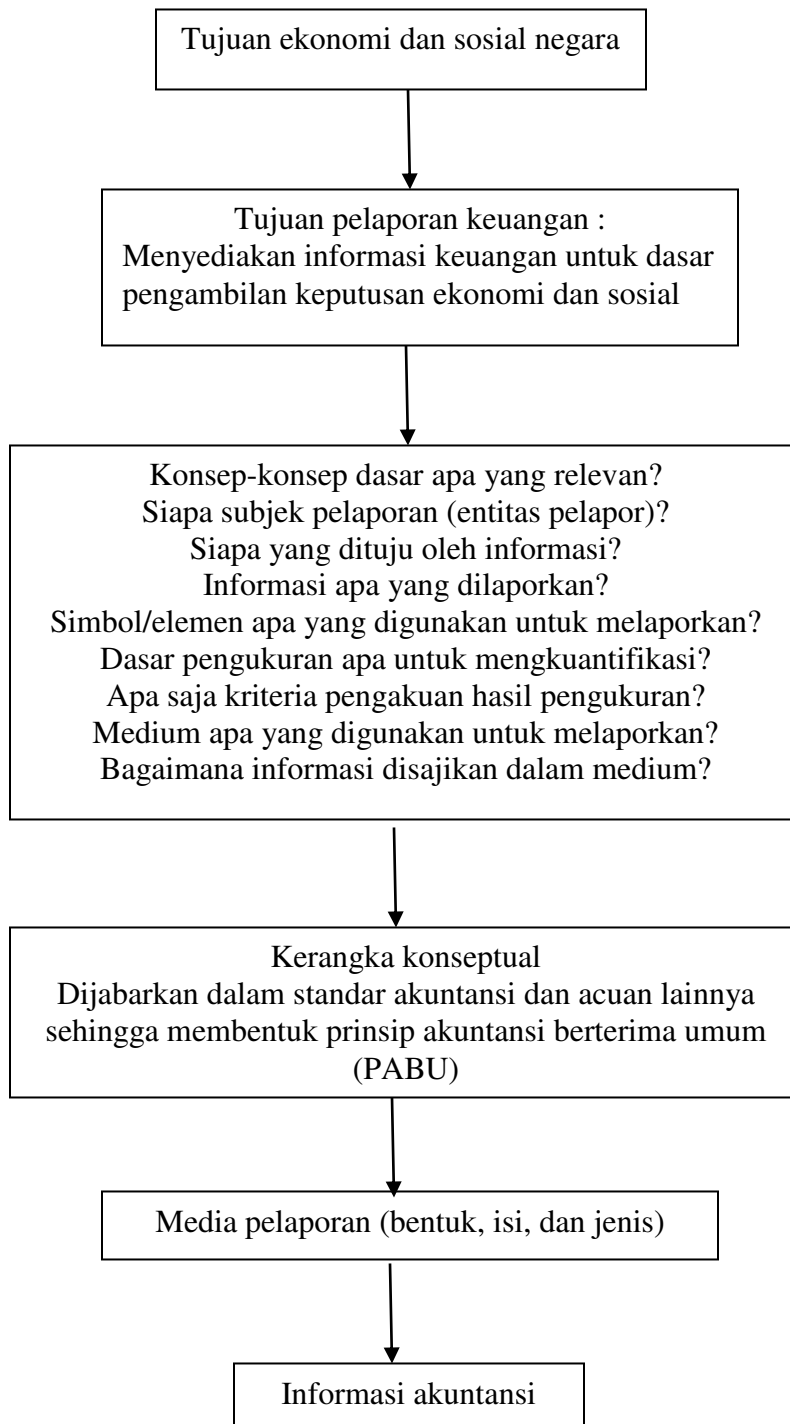 Tujuan ekonomi dan sosial negara
Tujuan pelaporan keuangan :
Menyediakan informasi keuangan untuk dasar
pengambilan keputusan ekonomi dan sosial
Konsep-konsep dasar apa yang relevan?
Siapa subjek pelaporan (entitas pelapor)?
Siapa yang dituju oleh informasi?
Informasi apa yang dilaporkan?
Simbol/elemen apa yang digunakan untuk melaporkan?
Dasar pengukuran apa untuk mengkuantifikasi?
Apa saja kriteria pengakuan hasil pengukuran?
Medium apa yang digunakan untuk melaporkan?
Bagaimana informasi disajikan dalam medium?
Kerangka konseptual
Dijabarkan dalam standar akuntansi dan acuan lainnya
sehingga membentuk prinsip akuntansi berterima umum
(PABU)
Media pelaporan (bentuk, isi, dan jenis)
Informasi akuntansi